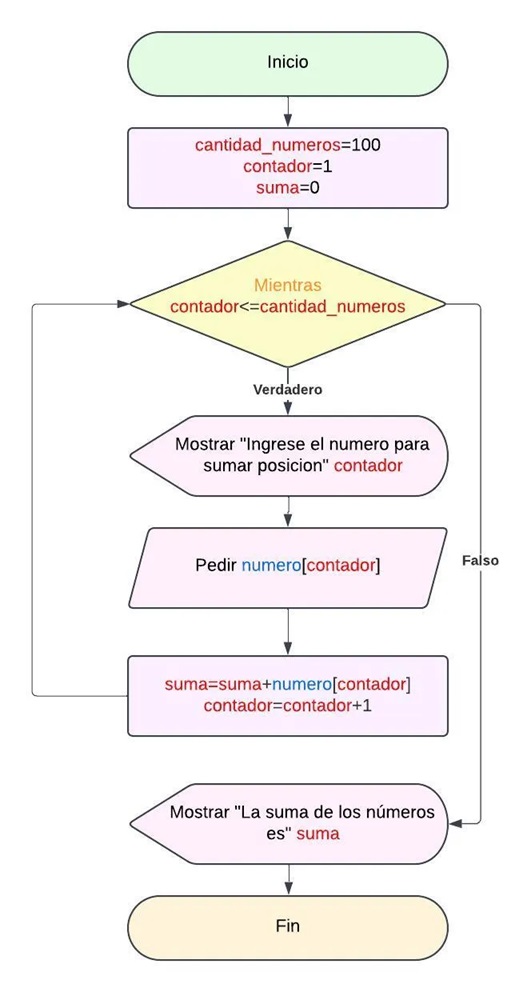 Inicio
cantidad_numeros=100
contador=1
suma=0
Mientras
contador<=cantidad_numeros
Verdadero
Mostrar "Ingrese el numero para
sumar posicion" contador
Pedir numero[contador]
Falso
suma=suma+numero[contador]
contador=contador+1
Mostrar "La suma de los números
es" suma
Fin